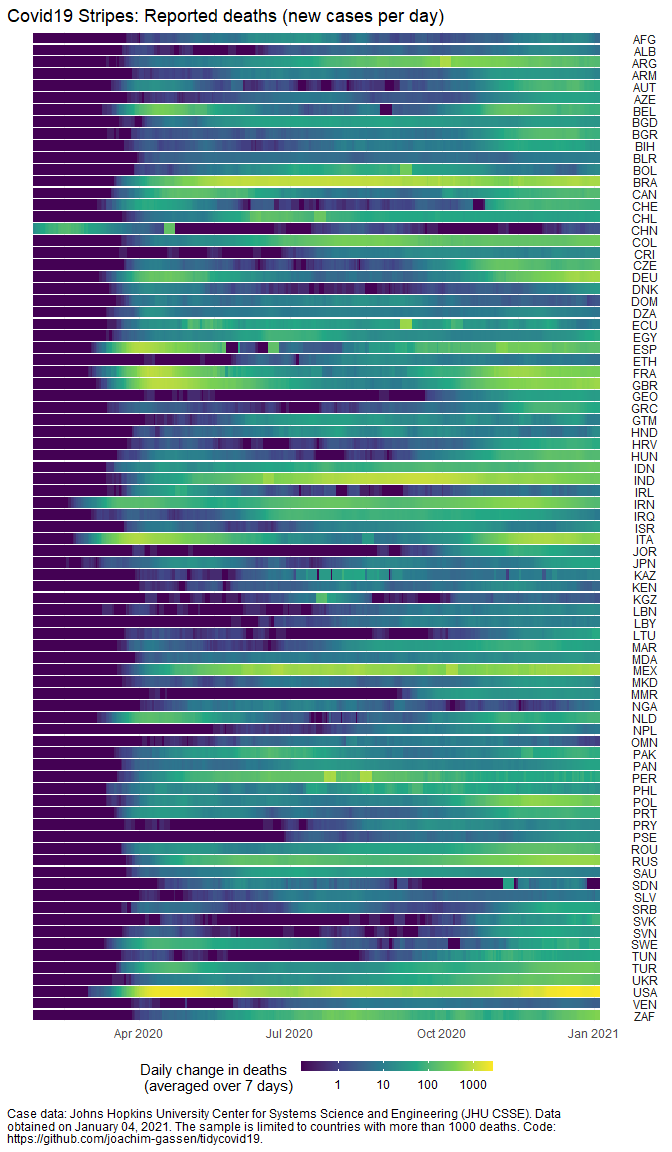 Covid19 Stripes: Reported deaths (new cases per day)
AFG
ALB
ARG
ARM
AUT
AZE
BEL
BGD
BGR
BIH
BLR
BOL
BRA
CAN
CHE
CHL
CHN
COL
CRI
CZE
DEU
DNK
DOM
DZA
ECU
EGY
ESP
ETH
FRA
GBR
GEO
GRC
GTM
HND
HRV
HUN
IDN
IND
IRL
IRN
IRQ
ISR
ITA
JOR
JPN
KAZ
KEN
KGZ
LBN
LBY
LTU
MAR
MDA
MEX
MKD
MMR
NGA
NLD
NPL
OMN
PAK
PAN
PER
PHL
POL
PRT
PRY
PSE
ROU
RUS
SAU
SDN
SLV
SRB
SVK
SVN
SWE
TUN
TUR
UKR
USA
VEN
ZAF
Apr 2020 Jul 2020 Oct 2020 Jan 2021
Daily change in deaths
(averaged over 7 days)
1 10 100 1000
Case data: Johns Hopkins University Center for Systems Science and Engineering (JHU CSSE). Data
obtained on January 04, 2021. The sample is limited to countries with more than 1000 deaths. Code:
https://github.com/joachim-gassen/tidycovid19.